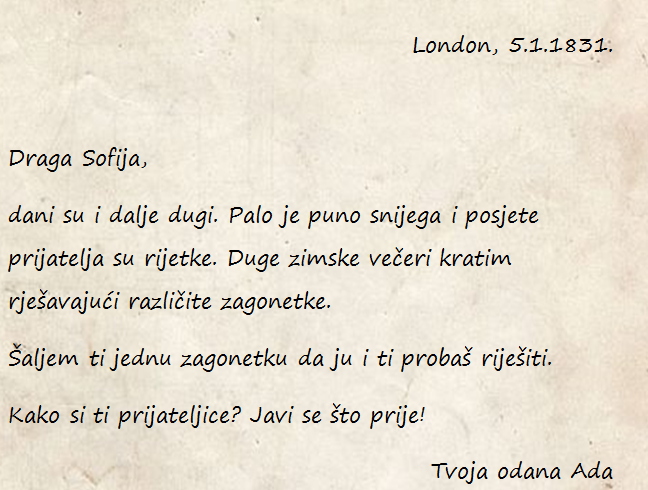 London, 5.1.1831.
Draga Sofija,
dani su i dalje dugi. Palo je puno snijega i posjete
prijatelja su rijetke. Duge zimske večeri kratim
rješavajući različite zagonetke.
Šaljem ti jednu zagonetku da ju i ti probaš riješiti.
Kako si ti prijateljice? Javi se što prije!
Tvoja odana Ada